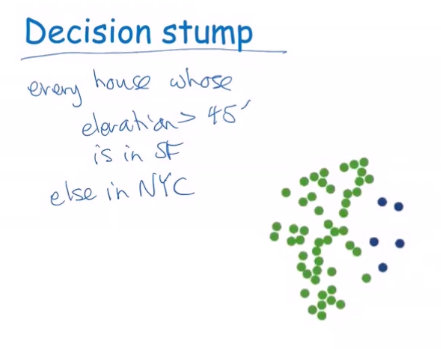 Decision stump
every house whose
elevation > 45'
is in SF
else in NYC